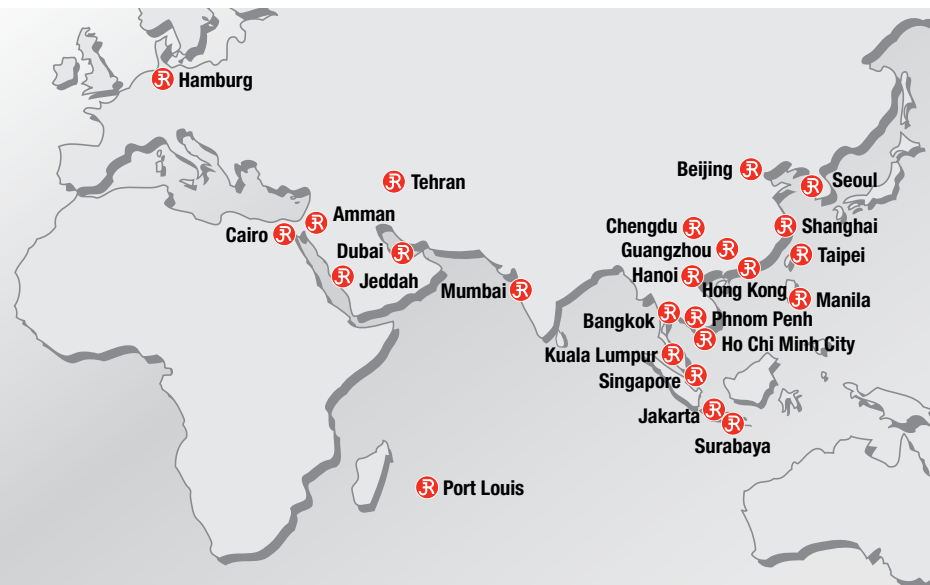 Hamburg
Beijing
Tehran
Seoul
Amman
Chengdu
Shanghai
Cairo
Dubai
Guangzhou
Taipei
Jeddah
Hanoi
Mumbai
Hong Kong
Manila
Bangkok
Phnom Penh
Ho Chi Minh City
Kuala Lumpur
Singapore
Jakarta
Surabaya
Port Louis